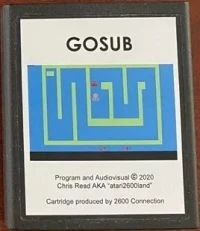 GOSUB
Program and Audiovisual © 2020
Chris Read AKA "atari2600land"
Cartridge produced by 2600 Connection